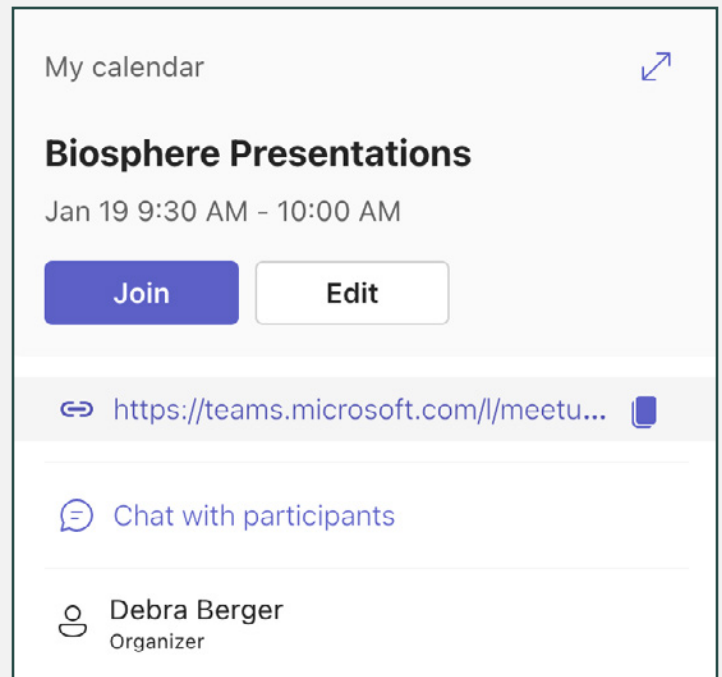 My calendar
Biosphere Presentations
Jan 19 9:30 AM - 10:00 AM
Join
Edit
https://teams.microsoft.com/l/meetu...
Chat with participants
Debra Berger
Organizer